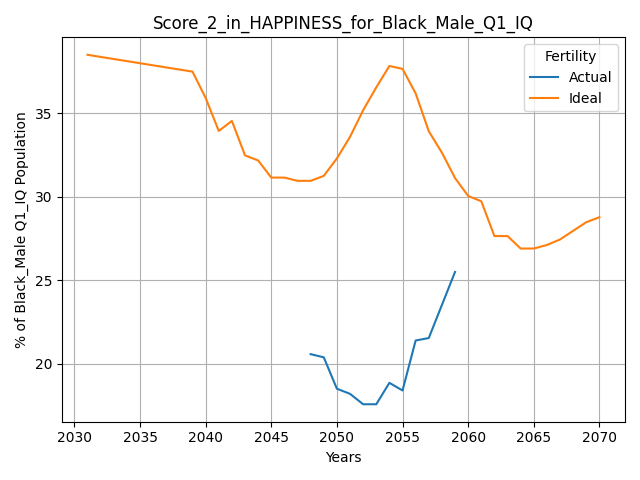 Score_2_in_HAPPINESS_for_Black_Male_Q1_IQ
Fertility
Actual
Ideal
% of Black_Male Q1_IQ Population
35
30
25
20
2030 2035 2040 2045 2050 2055 2060 2065 2070
Years